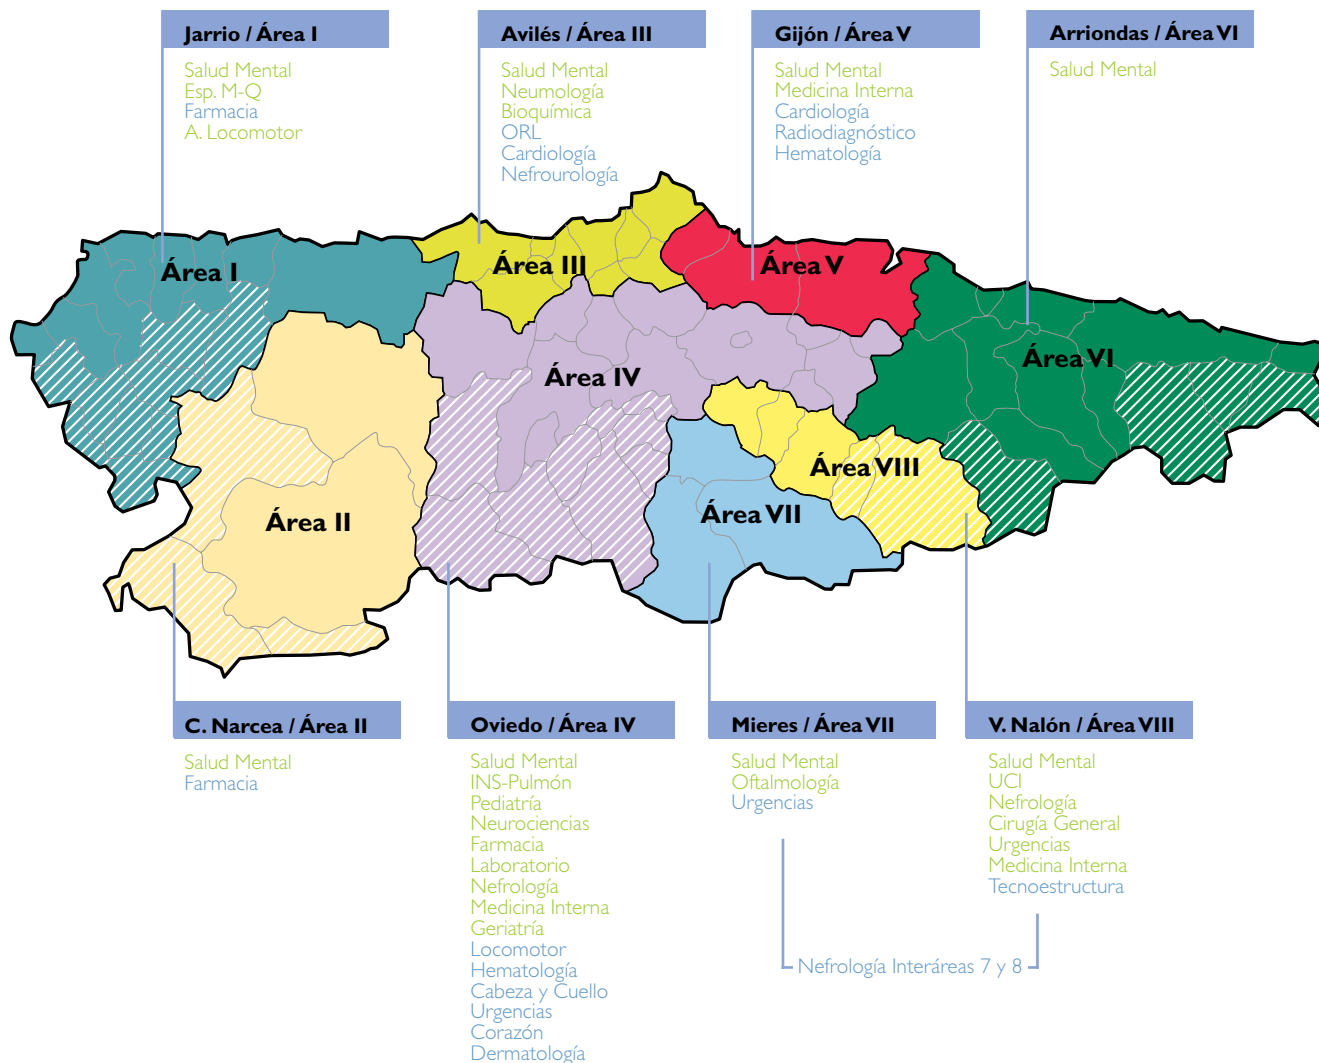 Jarrio / Área I
Salud Mental
Esp. M-Q
Farmacia
A. Locomotor
Avilés / Área III
Salud Mental
Neumología
Bioquímica
ORL
Cardiología
Nefrourología
Gijón / Área V
Salud Mental
Medicina Interna
Cardiología
Radiodiagnóstico
Hematología
Arriondas / Área VI
Salud Mental
Área I
Área III
Área V
Área VI
Área IV
Área VIII
Área II
Área VII
C. Narcea / Área II
Salud Mental
Farmacia
Oviedo / Área IV
Salud Mental
INS-Pulmón
Pediatría
Neurociencias
Farmacia
Laboratorio
Nefrología
Medicina Interna
Geriatría
Locomotor
Hematología
Cabeza y Cuello
Urgencias
Corazón
Dermatología
Mieres / Área VII
Salud Mental
Oftalmología
Urgencias
V. Nalón / Área VIII
Salud Mental
UCI
Nefrología
Cirugía General
Urgencias
Medicina Interna
Tecnoestructura
Nefrología Interáreas 7 y 8